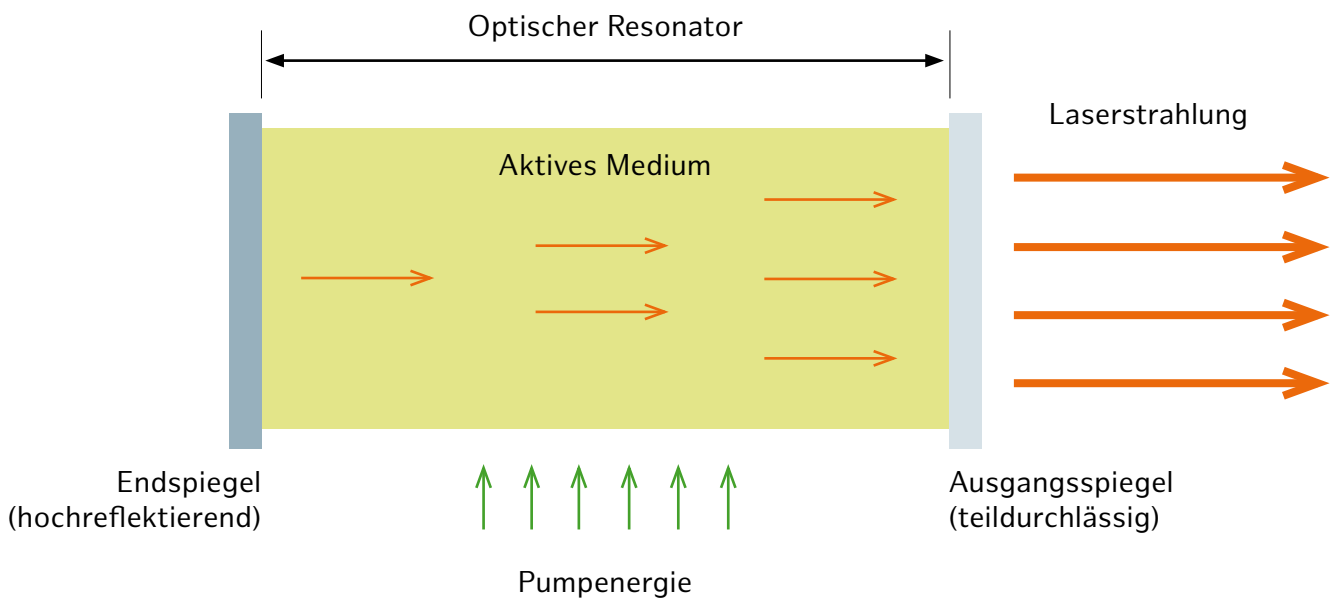 Optischer Resonator
Laserstrahlung
Aktives Medium
Endspiegel
(hochreflektierend)
Ausgangsspiegel
(teildurchlässig)
Pumpenergie